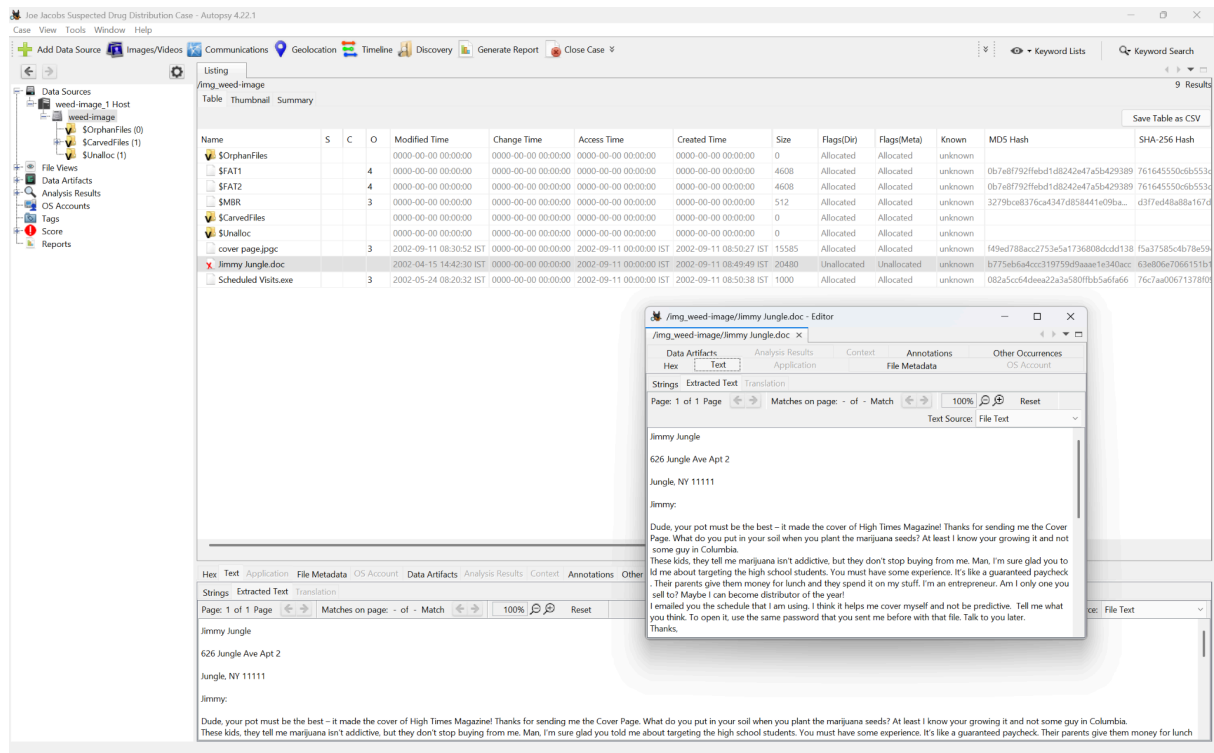 Joe Jacobs Suspected Drug Distribution Case - Autopsy 4.22.1
Case View Tools Window Help
Add Data Source Images/Videos Communications Geolocation Timeline Discovery Generate Report Close Case Keyword Lists Keyword Search
Listing
/img_weed-image 9 Results
Table Thumbnail Summary
Save Table as CSV
Data Sources
weed-image_1 Host
weed-image
$OrphanFiles (0)
$CarvedFiles (1)
$Unalloc (1)
File Views
Data Artifacts
Analysis Results
OS Accounts
Tags
Score
Reports
Name S C O Modified Time Change Time Access Time Created Time Size Flags(Dir) Flags(Meta) Known MD5 Hash SHA-256 Hash
$OrphanFiles 0000-00-00 00:00:00 0000-00-00 00:00:00 0000-00-00 00:00:00 0000-00-00 00:00:00 0 Allocated Allocated unknown
$FAT1 4 0000-00-00 00:00:00 0000-00-00 00:00:00 0000-00-00 00:00:00 0000-00-00 00:00:00 4608 Allocated Allocated unknown 0b7e8f792ffebd1d8242e47a5b429389 761645550c6b553c
$FAT2 4 0000-00-00 00:00:00 0000-00-00 00:00:00 0000-00-00 00:00:00 0000-00-00 00:00:00 4608 Allocated Allocated unknown 0b7e8f792ffebd1d8242e47a5b429389 761645550c6b553c
$MBR 3 0000-00-00 00:00:00 0000-00-00 00:00:00 0000-00-00 00:00:00 0000-00-00 00:00:00 512 Allocated Allocated unknown 3279bce8376ca4347d858441e09ba... d3f7ed48a88a167d
$CarvedFiles 0000-00-00 00:00:00 0000-00-00 00:00:00 0000-00-00 00:00:00 0000-00-00 00:00:00 0 Allocated Allocated unknown
$Unalloc 0000-00-00 00:00:00 0000-00-00 00:00:00 0000-00-00 00:00:00 0000-00-00 00:00:00 0 Allocated Allocated unknown
cover page.jpgc 3 2002-09-11 08:30:52 IST 0000-00-00 00:00:00 2002-09-11 00:00:00 IST 2002-09-11 08:50:27 IST 15585 Allocated Allocated unknown f49ed788acc2753e5a1736808dcdd138 f5a37585c4b78e59
Jimmy Jungle.doc 2002-04-15 14:42:30 IST 0000-00-00 00:00:00 2002-09-11 00:00:00 IST 2002-09-11 08:49:49 IST 20480 Unallocated Unallocated unknown b775eb6a4ccc319759d9aaae1e340acc 63e806e7066151b1
Scheduled Visits.exe 3 2002-05-24 08:20:32 IST 0000-00-00 00:00:00 2002-09-11 00:00:00 IST 2002-09-11 08:50:38 IST 1000 Allocated Allocated unknown 082a5cc64deea22a3a580ffbb5a6fa66 76c7aa00671378f0
/img_weed-image/Jimmy Jungle.doc - Editor
/img_weed-image/Jimmy Jungle.doc
Data Artifacts Analysis Results Context Annotations Other Occurrences
Hex Text Application File Metadata OS Account
Strings Extracted Text Translation
Page: 1 of 1 Page Matches on page: - of - Match 100% Reset
Text Source: File Text
Jimmy Jungle
626 Jungle Ave Apt 2
Jungle, NY 11111
Jimmy:
Dude, your pot must be the best – it made the cover of High Times Magazine! Thanks for sending me the Cover
Page. What do you put in your soil when you plant the marijuana seeds? At least I know your growing it and not
some guy in Columbia.
These kids, they tell me marijuana isn't addictive, but they don't stop buying from me. Man, I'm sure glad you to
ld me about targeting the high school students. You must have some experience. It's like a guaranteed paycheck
. Their parents give them money for lunch and they spend it on my stuff. I'm an entrepreneur. Am I only one you
sell to? Maybe I can become distributor of the year!
I emailed you the schedule that I am using. I think it helps me cover myself and not be predictive. Tell me what
you think. To open it, use the same password that you sent me before with that file. Talk to you later.
Thanks,
Hex Text Application File Metadata OS Account Data Artifacts Analysis Results Context Annotations Other
Strings Extracted Text Translation
Page: 1 of 1 Page Matches on page: - of - Match 100% Reset ce: File Text
Jimmy Jungle
626 Jungle Ave Apt 2
Jungle, NY 11111
Jimmy:
Dude, your pot must be the best – it made the cover of High Times Magazine! Thanks for sending me the Cover Page. What do you put in your soil when you plant the marijuana seeds? At least I know your growing it and not some guy in Columbia.
These kids, they tell me marijuana isn't addictive, but they don't stop buying from me. Man, I'm sure glad you told me about targeting the high school students. You must have some experience. It's like a guaranteed paycheck. Their parents give them money for lunch